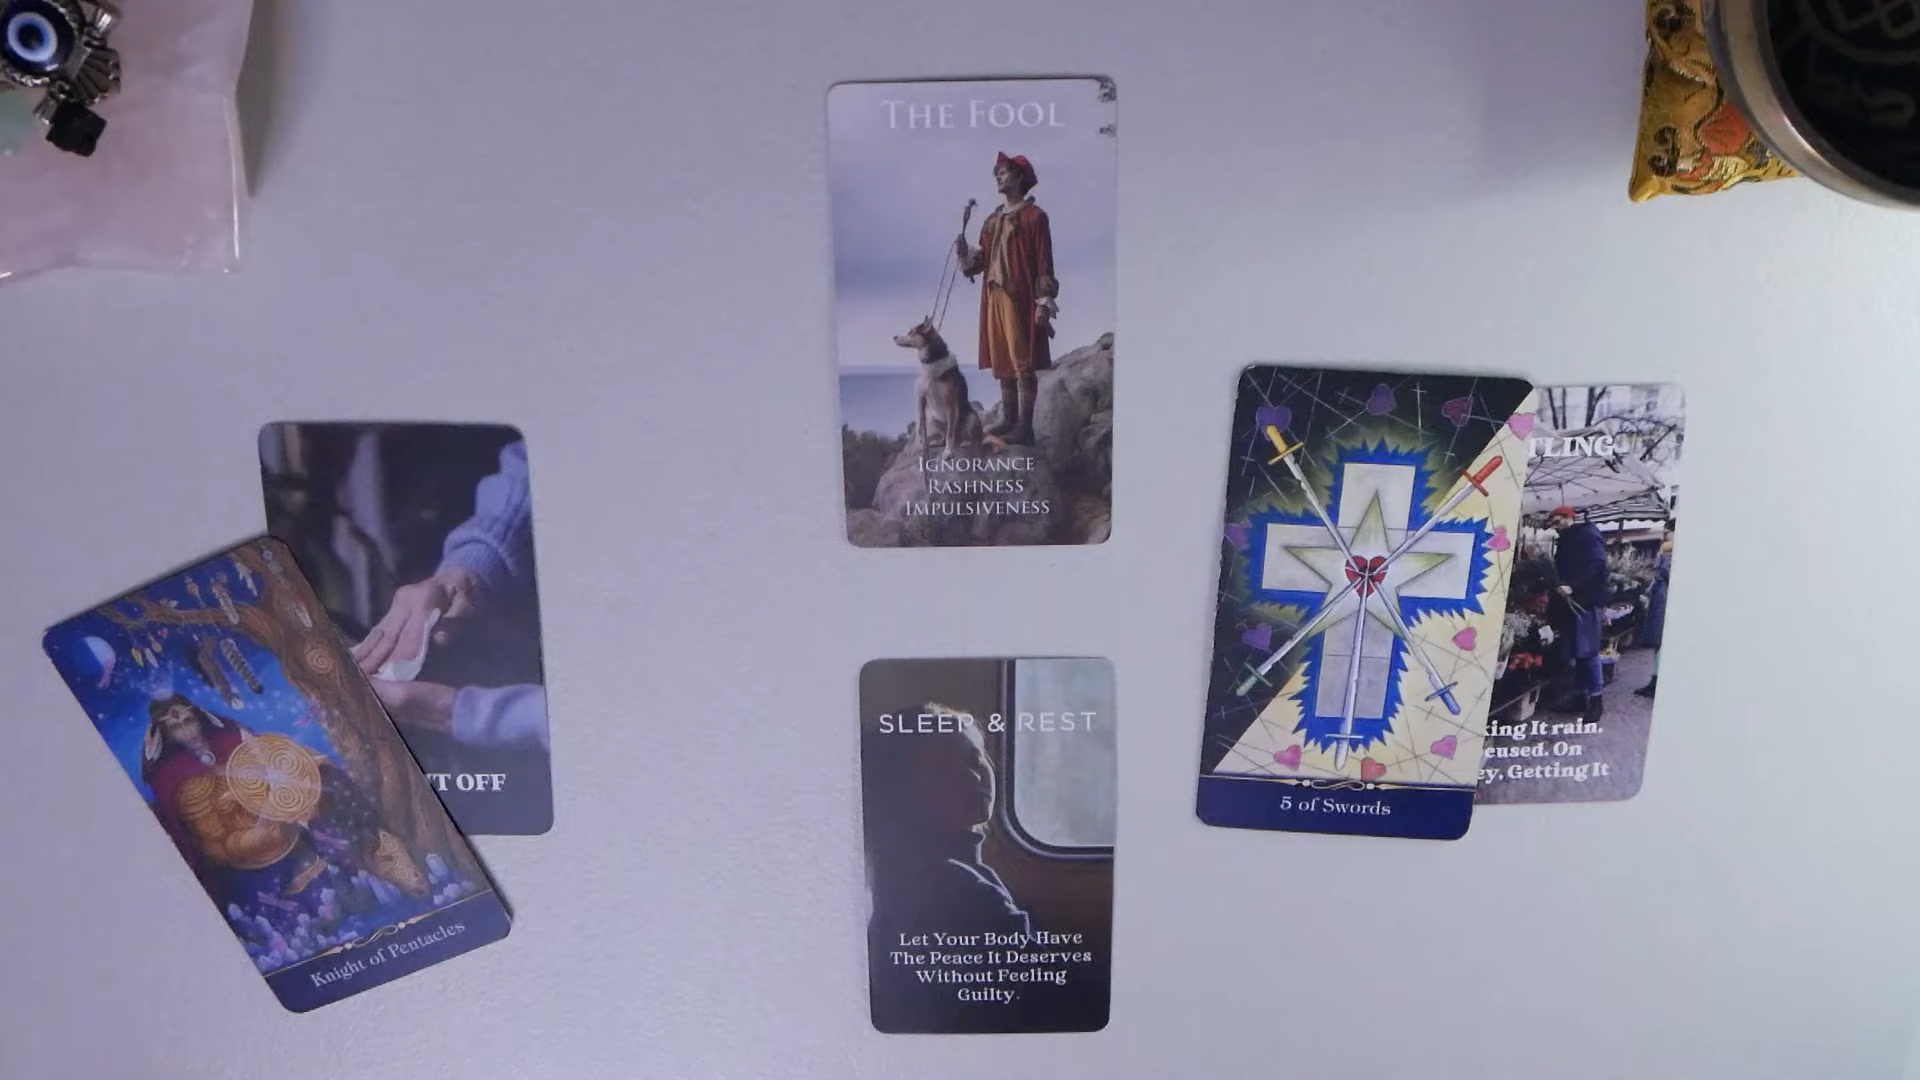 THE FOOL
IGNORANCE
RASHNESS
IMPULSIVENESS
OFF
Knight of Pentacles
SLEEP & REST
Let Your Body Have
The Peace It Deserves
Without Feeling
Guilty.
5 of Swords
TLING
king It rain.
cused. On
ey, Getting It